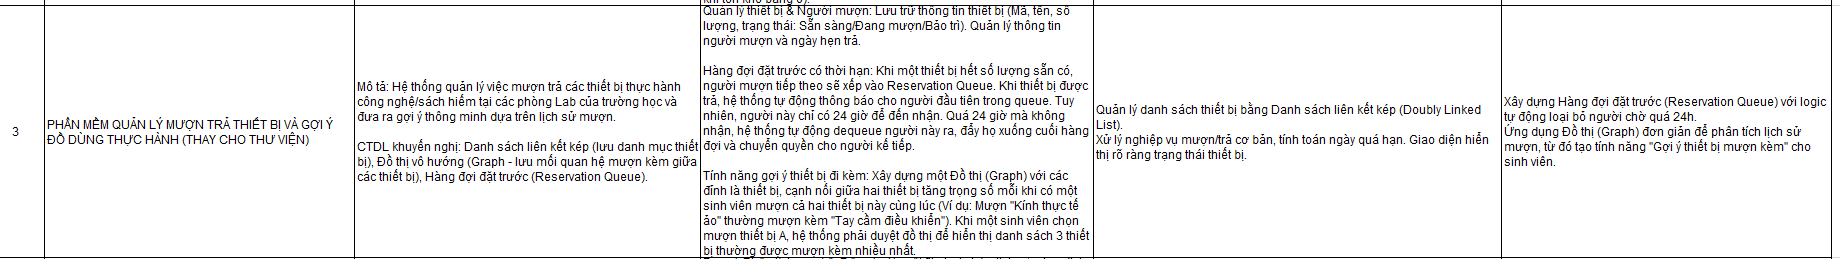 3
PHẦN MỀM QUẢN LÝ MƯỢN TRẢ THIẾT BỊ VÀ GỢI Ý
ĐỒ DÙNG THỰC HÀNH (THAY CHO THƯ VIỆN)
Mô tả: Hệ thống quản lý việc mượn trả các thiết bị thực hành
công nghệ/sách hiếm tại các phòng Lab của trường học và
đưa ra gợi ý thông minh dựa trên lịch sử mượn.
CTDL khuyến nghị: Danh sách liên kết kép (lưu danh mục thiết
bị), Đồ thị vô hướng (Graph - lưu mối quan hệ mượn kèm giữa
các thiết bị), Hàng đợi đặt trước (Reservation Queue).
Quản lý thiết bị & Người mượn: Lưu trữ thông tin thiết bị (Mã, tên, số
lượng, trạng thái: Sẵn sàng/Đang mượn/Bảo trì). Quản lý thông tin
người mượn và ngày hẹn trả.
Hàng đợi đặt trước có thời hạn: Khi một thiết bị hết số lượng sẵn có,
người mượn tiếp theo sẽ xếp vào Reservation Queue. Khi thiết bị được
trả, hệ thống tự động thông báo cho người đầu tiên trong queue. Tuy
nhiên, người này chỉ có 24 giờ để đến nhận. Quá 24 giờ mà không
nhận, hệ thống tự động dequeue người này ra, đẩy họ xuống cuối hàng
đợi và chuyển quyền cho người kế tiếp.
Tính năng gợi ý thiết bị đi kèm: Xây dựng một Đồ thị (Graph) với các
đỉnh là thiết bị, cạnh nối giữa hai thiết bị tăng trọng số mỗi khi có một
sinh viên mượn cả hai thiết bị này cùng lúc (Ví dụ: Mượn "Kính thực tế
ảo" thường mượn kèm "Tay cầm điều khiển"). Khi một sinh viên chọn
mượn thiết bị A, hệ thống phải duyệt đồ thị để hiển thị danh sách 3 thiết
bị thường được mượn kèm nhiều nhất.
Quản lý danh sách thiết bị bằng Danh sách liên kết kép (Doubly Linked
List).
Xử lý nghiệp vụ mượn/trả cơ bản, tính toán ngày quá hạn. Giao diện hiển
thị rõ ràng trạng thái thiết bị.
Xây dựng Hàng đợi đặt trước (Reservation Queue) với logic
tự động loại bỏ người chờ quá 24h.
Ứng dụng Đồ thị (Graph) đơn giản để phân tích lịch sử
mượn, từ đó tạo tính năng "Gợi ý thiết bị mượn kèm" cho
sinh viên.